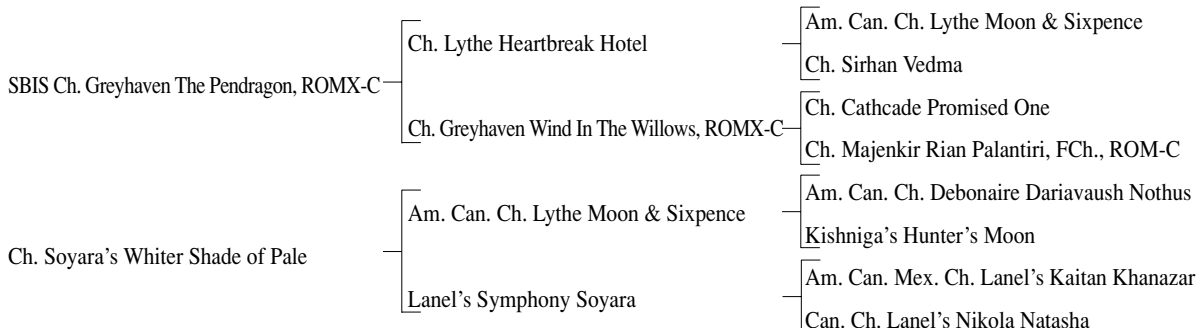 Am. Can. Ch. Lythe Moon & Sixpence
Ch. Lythe Heartbreak Hotel
Ch. Sirhan Vedma
SBIS Ch. Greyhaven The Pendragon, ROMX-C
Ch. Cathcade Promised One
Ch. Greyhaven Wind In The Willows, ROMX-C
Ch. Majenkir Rian Palantiri, FCh., ROM-C
Am. Can. Ch. Debonaire Dariavaush Nothus
Am. Can. Ch. Lythe Moon & Sixpence
Kishniga's Hunter's Moon
Ch. Soyara's Whiter Shade of Pale
Am. Can. Mex. Ch. Lanel's Kaitan Khanazar
Lanel's Symphony Soyara
Can. Ch. Lanel's Nikola Natasha